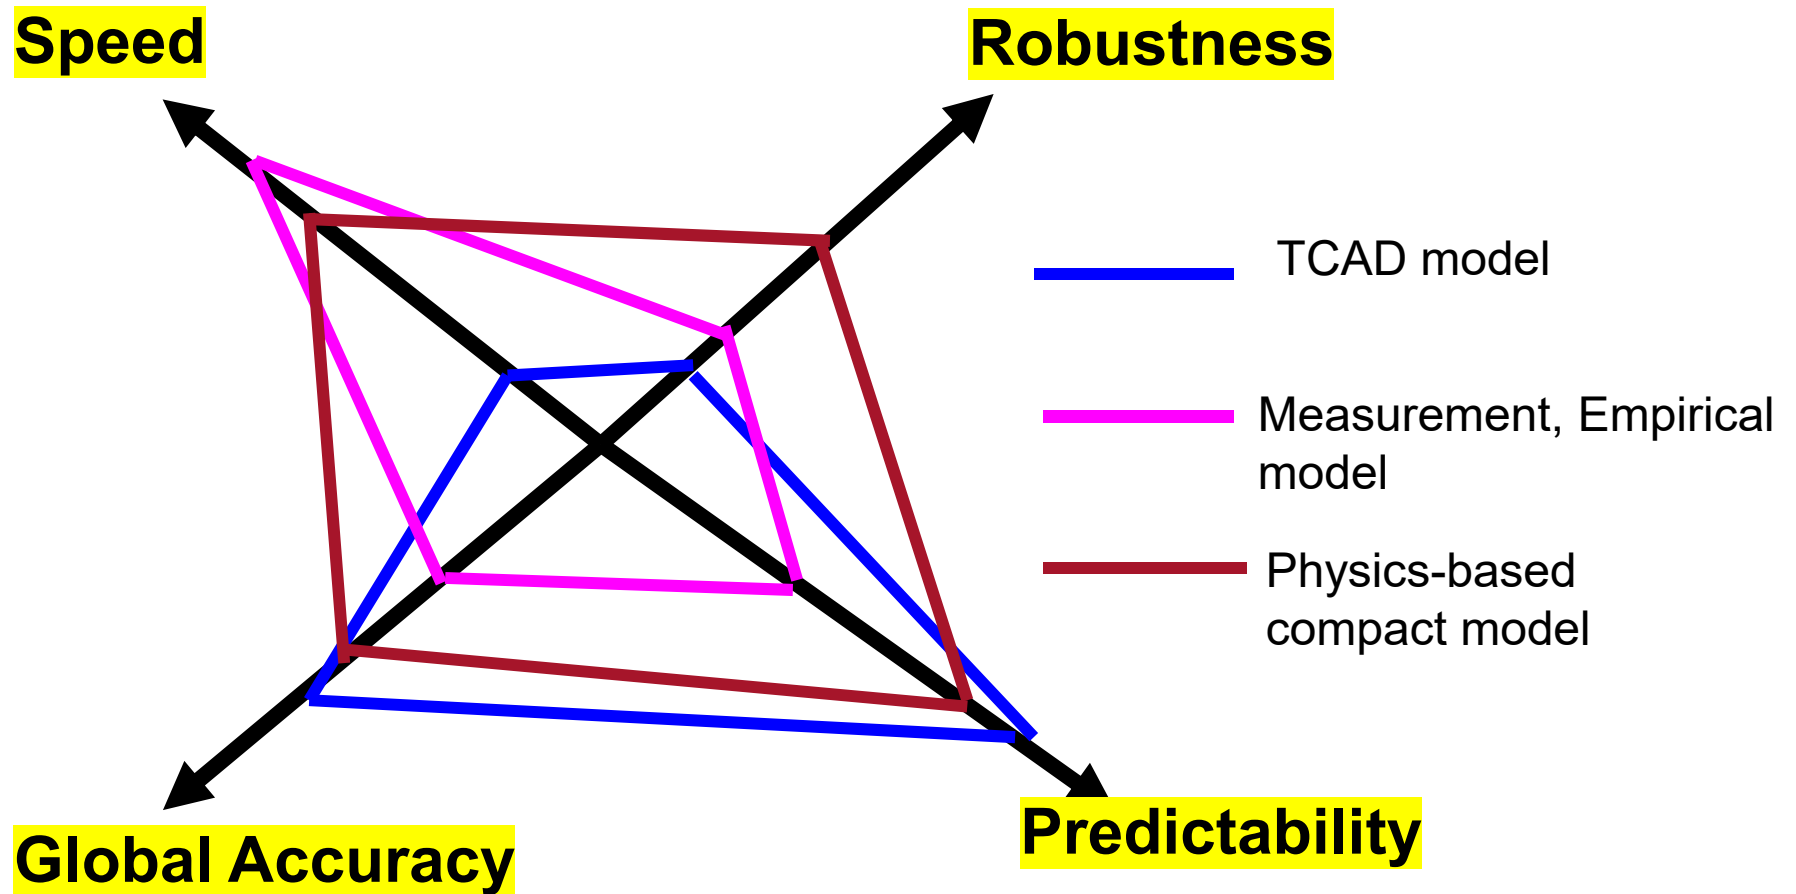 Speed
Robustness
TCAD model
Measurement, Empirical
model
Physics-based
compact model
Predictability
Global Accuracy